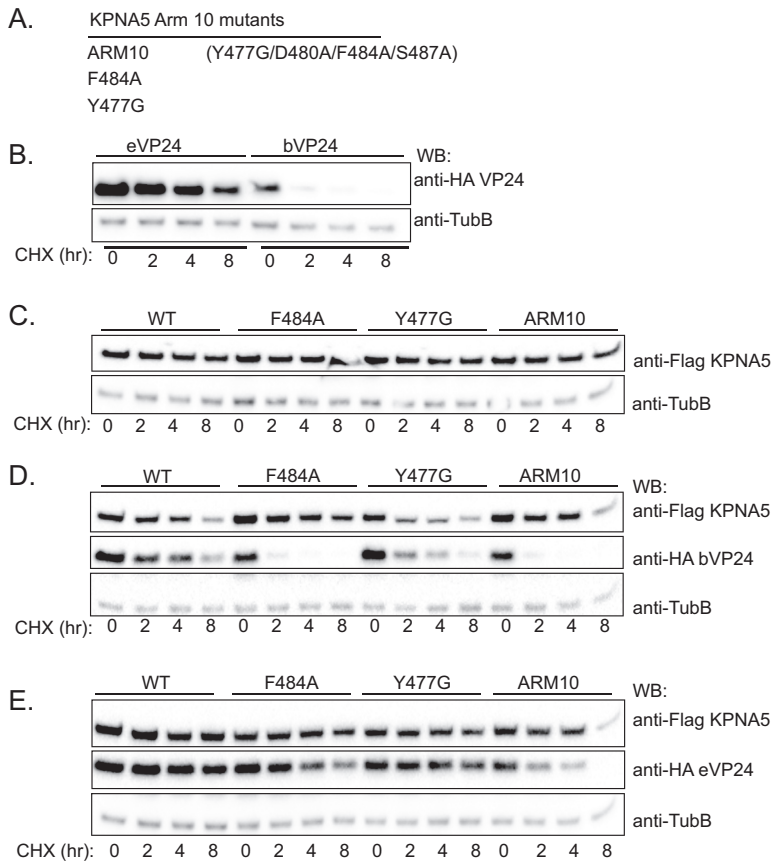 A.
KPNA5 Arm 10 mutants
ARM10 (Y477G/D480A/F484A/S487A)
F484A
Y477G
B.
eVP24 bVP24
WB:
anti-HA VP24
anti-TubB
CHX (hr): 0 2 4 8 0 2 4 8
C.
WT F484A Y477G ARM10
anti-Flag KPNA5
anti-TubB
CHX (hr): 0 2 4 8 0 2 4 8 0 2 4 8 0 2 4 8
D.
WT F484A Y477G ARM10
WB:
anti-Flag KPNA5
anti-HA bVP24
anti-TubB
CHX (hr): 0 2 4 8 0 2 4 8 0 2 4 8 0 2 4 8
E.
WT F484A Y477G ARM10
WB:
anti-Flag KPNA5
anti-HA eVP24
anti-TubB
CHX (hr): 0 2 4 8 0 2 4 8 0 2 4 8 0 2 4 8